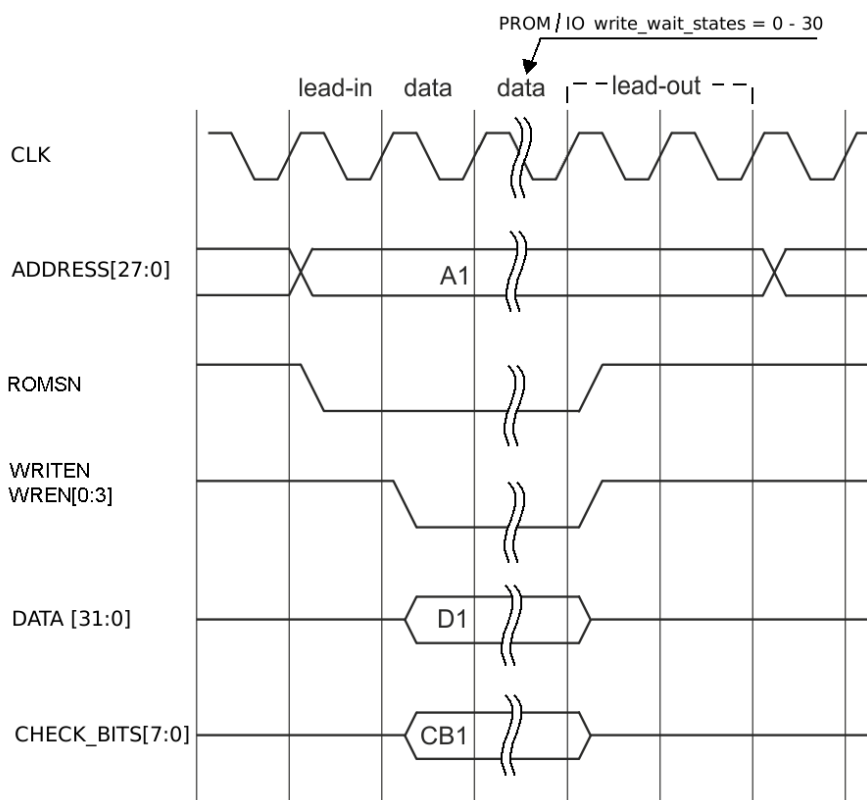 PROM / IO write_wait_states = 0 - 30
lead-in data data lead-out
CLK
ADDRESS[27:0]
A1
ROMSN
WRITEN
WREN[0:3]
DATA [31:0]
D1
CHECK_BITS[7:0]
CB1